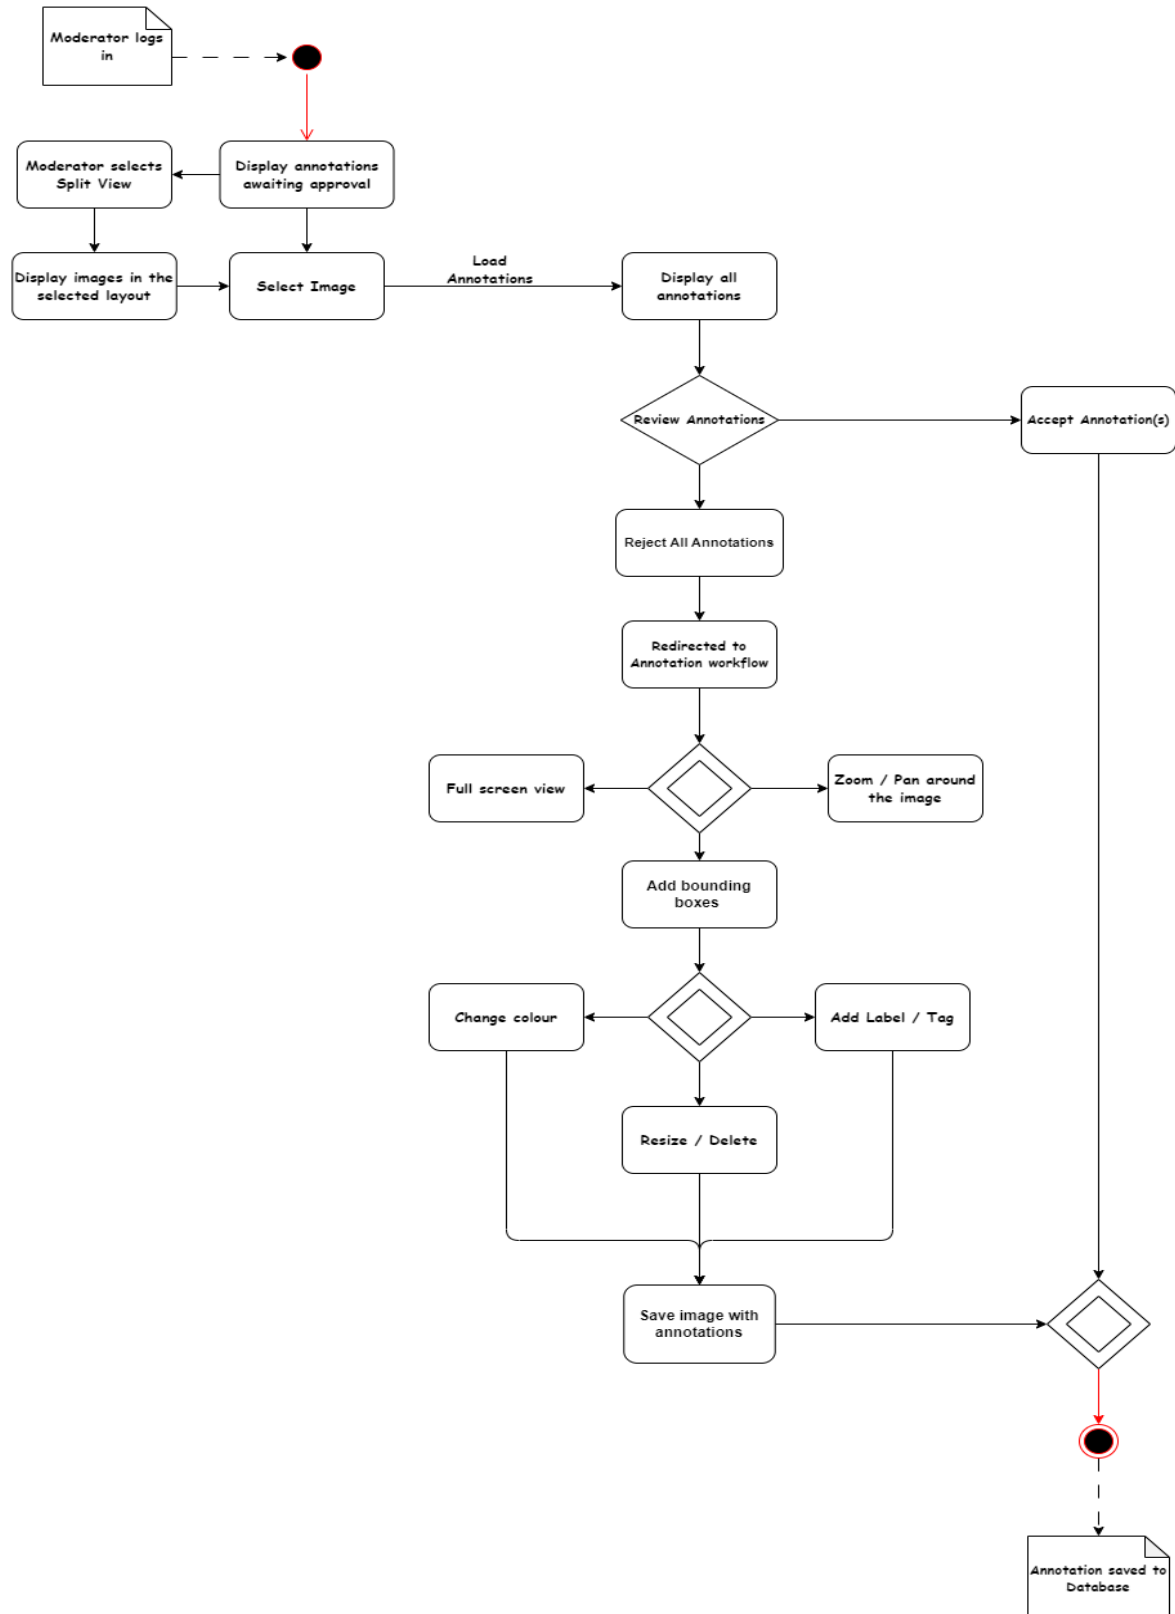 Moderator logs
in
Moderator selects
Split View
Display annotations
awaiting approval
Display images in the
selected layout
Select Image
Load
Annotations
Display all
annotations
Review Annotations
Accept Annotation(s)
Reject All Annotations
Redirected to
Annotation workflow
Full screen view
Zoom / Pan around
the image
Add bounding
boxes
Change colour
Add Label / Tag
Resize / Delete
Save image with
annotations
Annotation saved to
Database